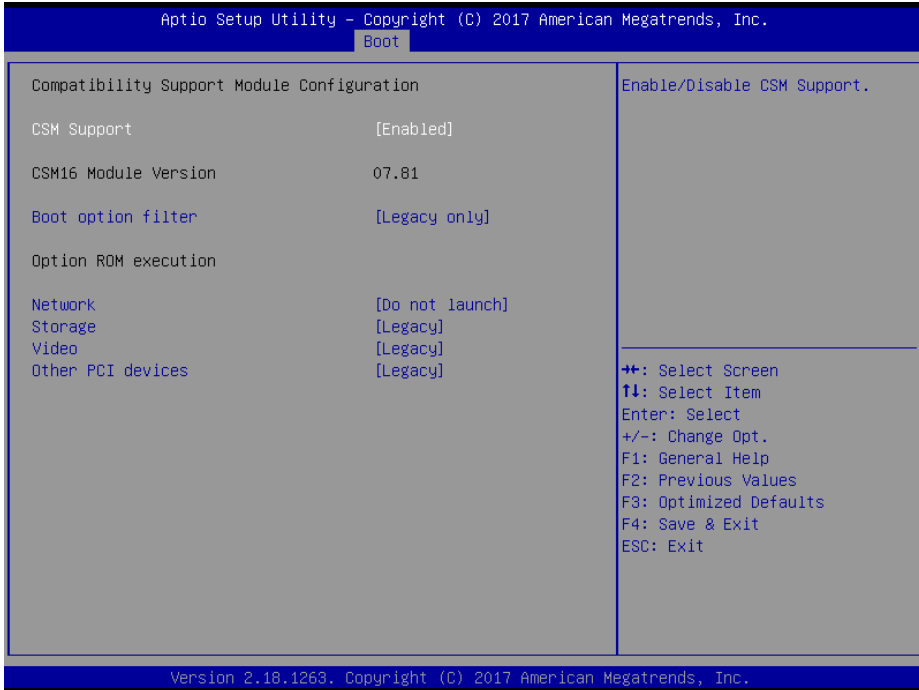 Aptio Setup Utility – Copyright (C) 2017 American Megatrends, Inc.
Boot
Compatibility Support Module Configuration
CSM Support [Enabled]
CSM16 Module Version 07.81
Boot option filter [Legacy only]
Option ROM execution
Network [Do not launch]
Storage [Legacy]
Video [Legacy]
Other PCI devices [Legacy]
Enable/Disable CSM Support.
→←: Select Screen
↑↓: Select Item
Enter: Select
+/-: Change Opt.
F1: General Help
F2: Previous Values
F3: Optimized Defaults
F4: Save & Exit
ESC: Exit
Version 2.18.1263. Copyright (C) 2017 American Megatrends, Inc.